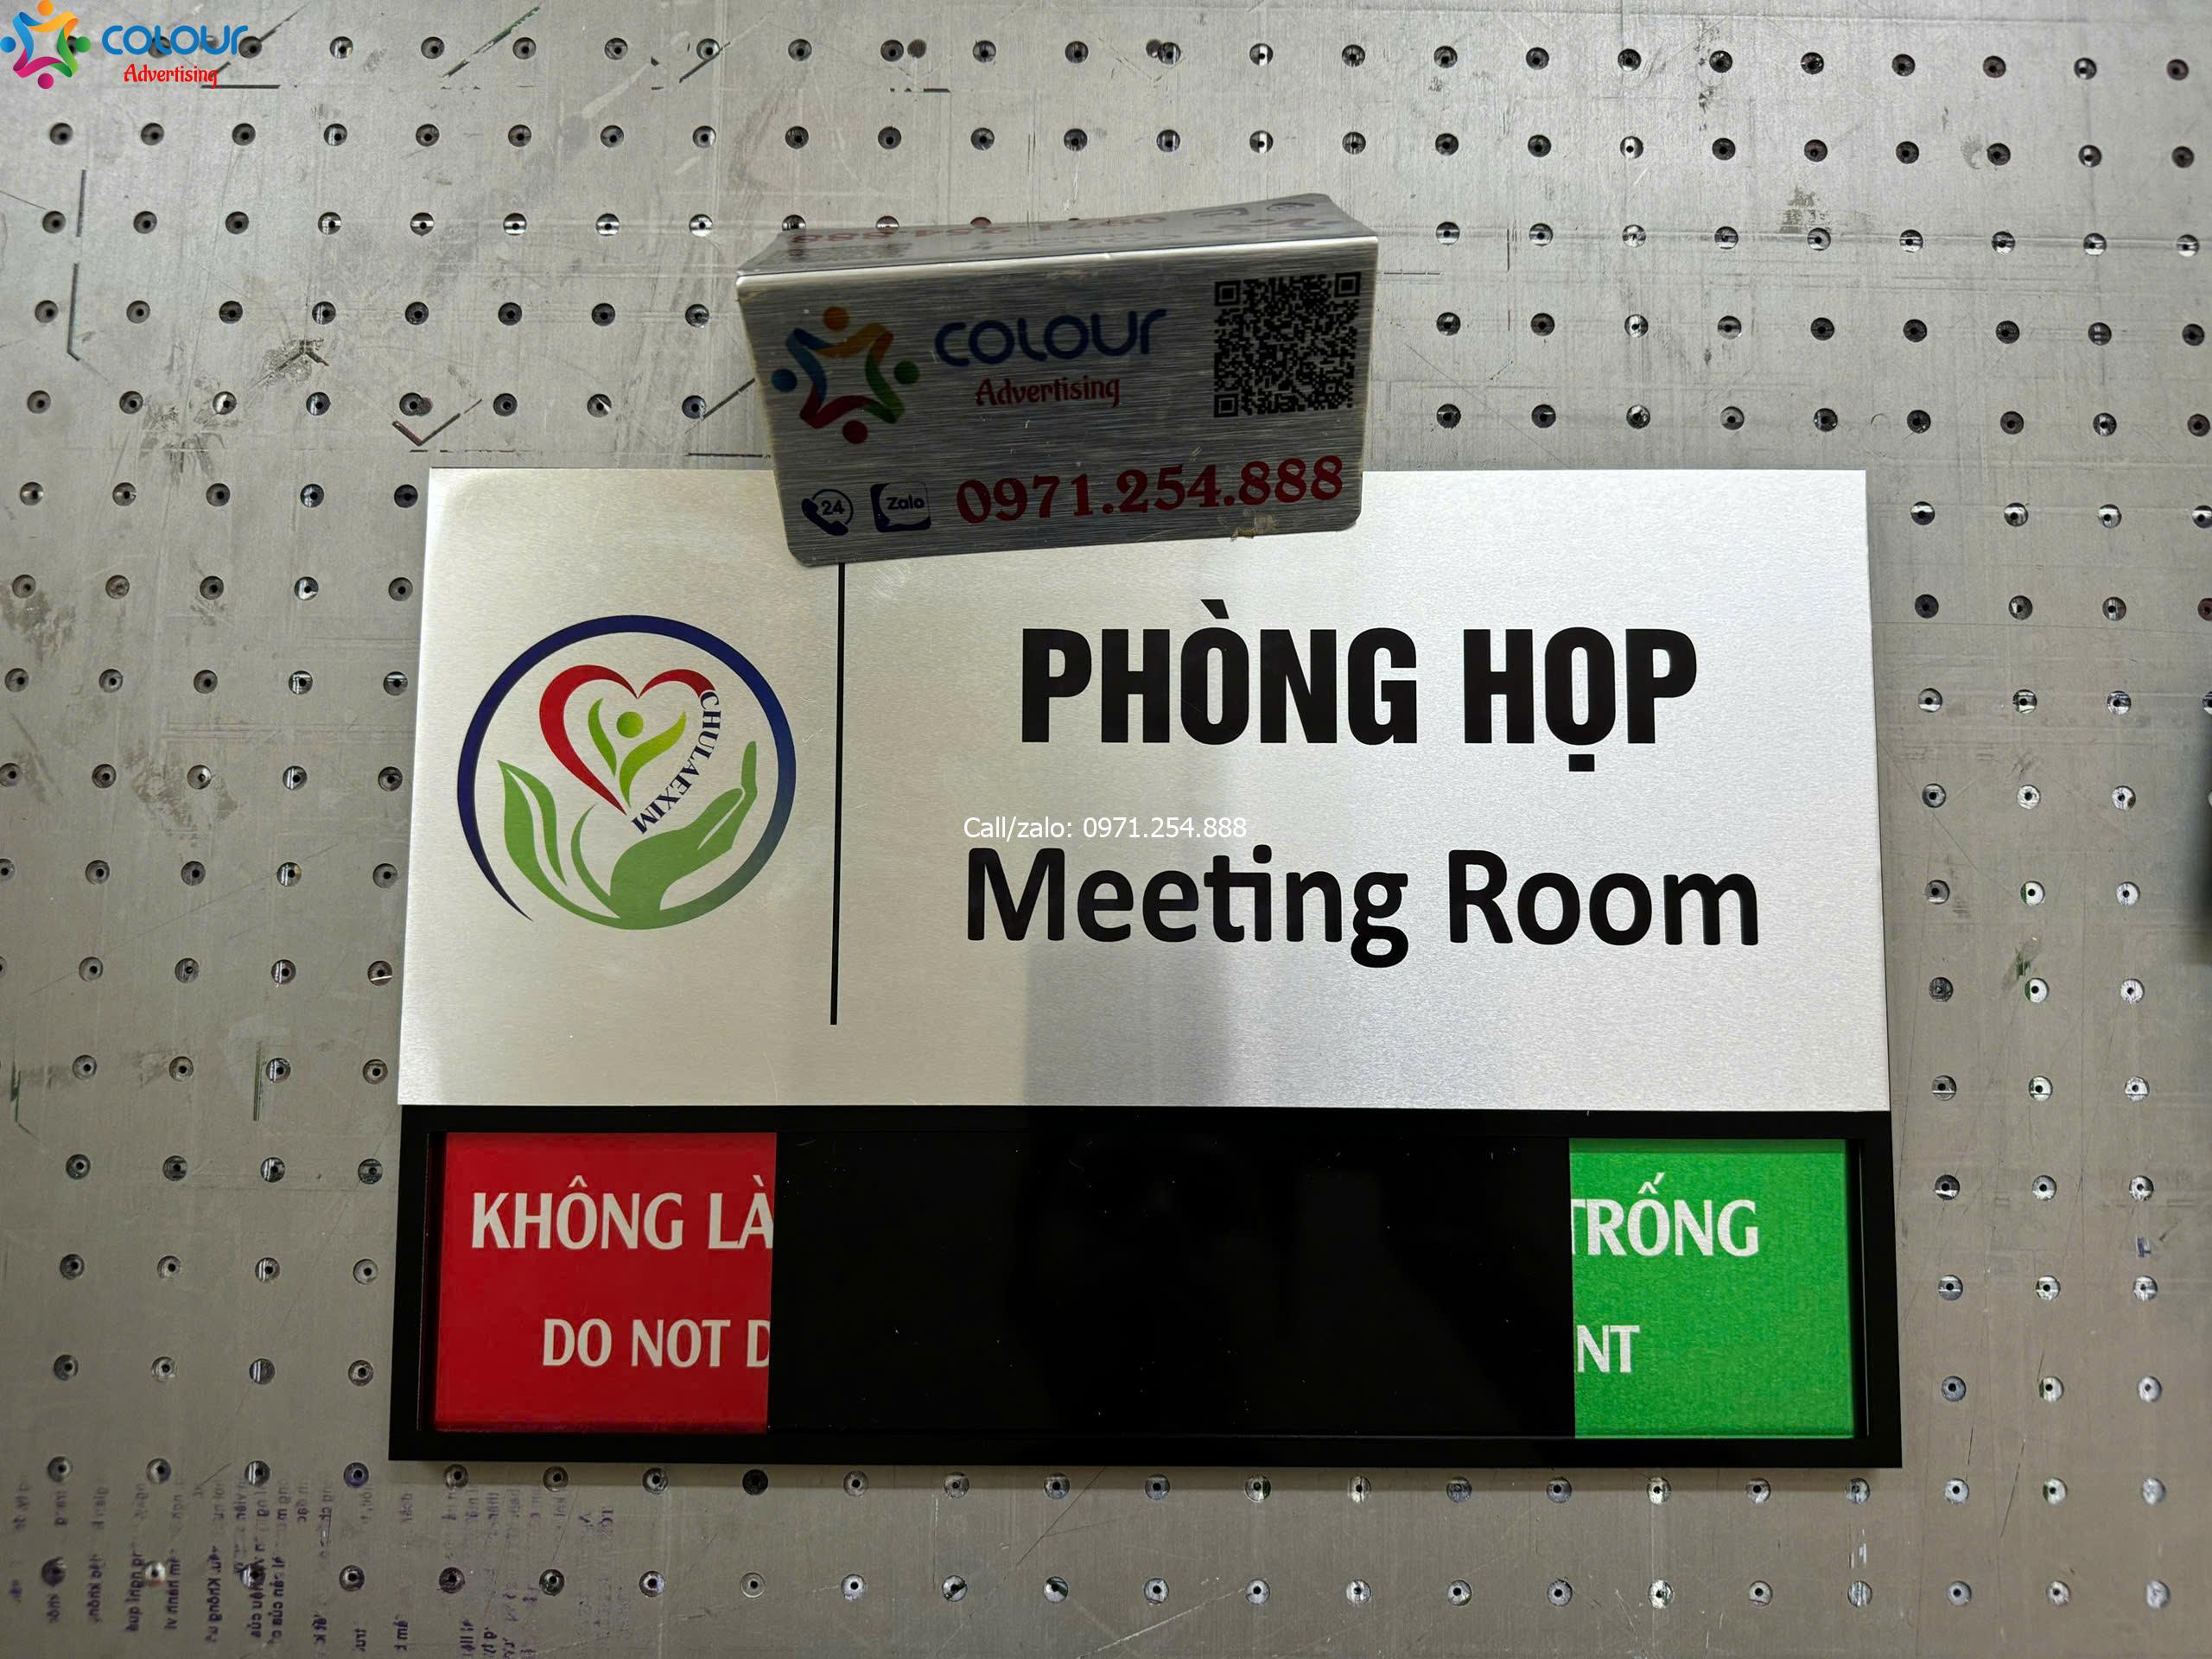 COLOUR
Advertising
COLOUR
Advertising
24 Zalo 0971.254.888
PHÒNG HỌP
Call/zalo: 0971.254.888
Meeting Room
CHULAEXIM
KHÔNG LÀ
DO NOT D
TRỐNG
NT